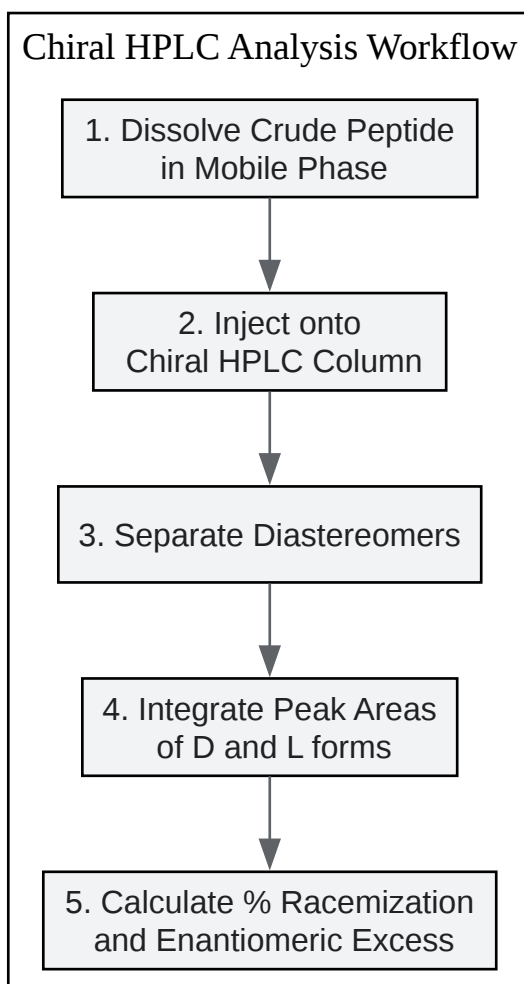 Chiral HPLC Analysis Workflow
1. Dissolve Crude Peptide
in Mobile Phase
2. Inject onto
Chiral HPLC Column
3. Separate Diastereomers
4. Integrate Peak Areas
of D and L forms
5. Calculate % Racemization
and Enantiomeric Excess